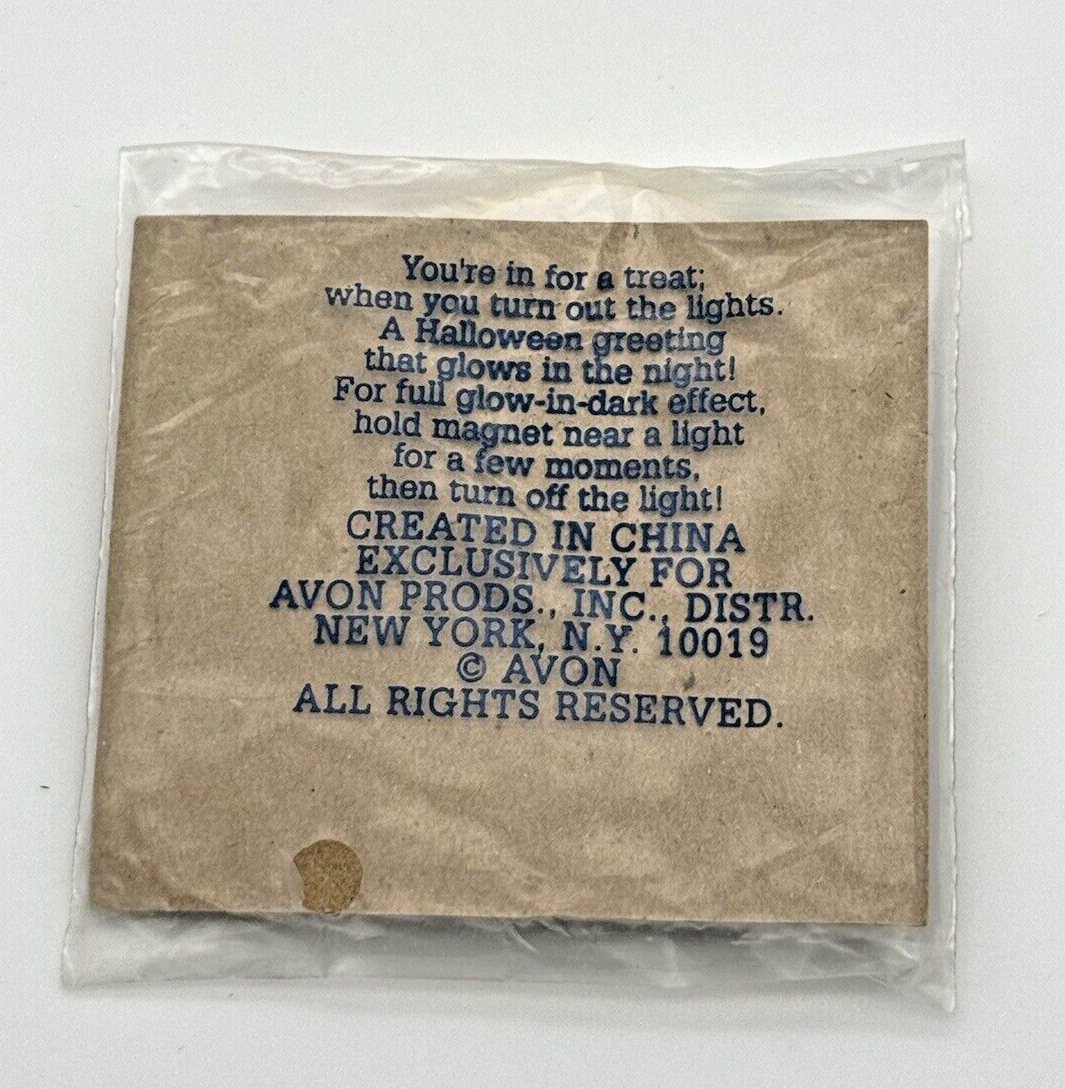 You're in for a treat;
when you turn out the lights.
A Halloween greeting
that glows in the night!
For full glow-in-dark effect,
hold magnet near a light
for a few moments,
then turn off the light!
CREATED IN CHINA
EXCLUSIVELY FOR
AVON PRODS., INC., DISTR.
NEW YORK, N.Y. 10019
© AVON
ALL RIGHTS RESERVED.